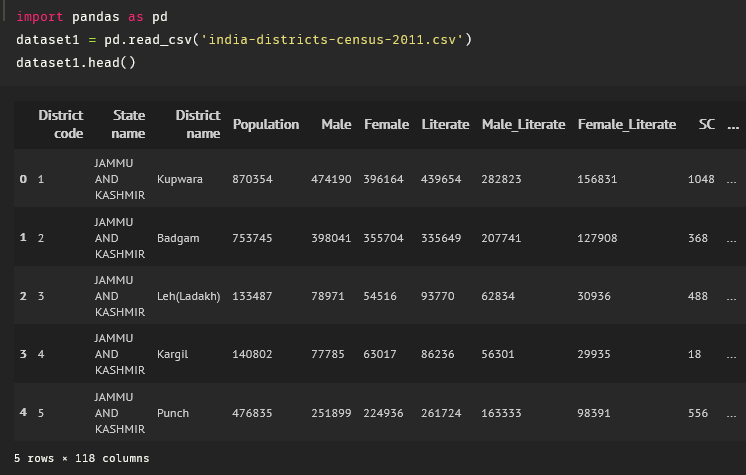 import pandas as pd
dataset1 = pd.read_csv('india-districts-census-2011.csv')
dataset1.head()
District code State name District name Population Male Female Literate Male_Literate Female_Literate SC ...
0 1 JAMMU AND KASHMIR Kupwara 870354 474190 396164 439654 282823 156831 1048 ...
1 2 JAMMU AND KASHMIR Badgam 753745 398041 355704 335649 207741 127908 368 ...
2 3 JAMMU AND KASHMIR Leh(Ladakh) 133487 78971 54516 93770 62834 30936 488 ...
3 4 JAMMU AND KASHMIR Kargil 140802 77785 63017 86236 56301 29935 18 ...
4 5 JAMMU AND KASHMIR Punch 476835 251899 224936 261724 163333 98391 556 ...
5 rows × 118 columns